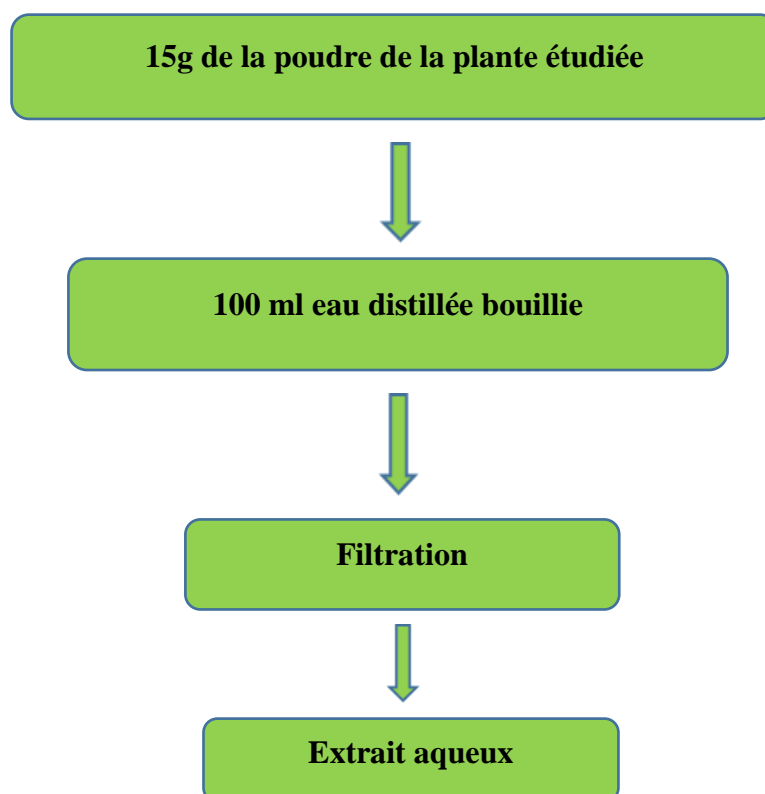 15g de la poudre de la plante étudiée
100 ml eau distillée bouillie
Filtration
Extrait aqueux